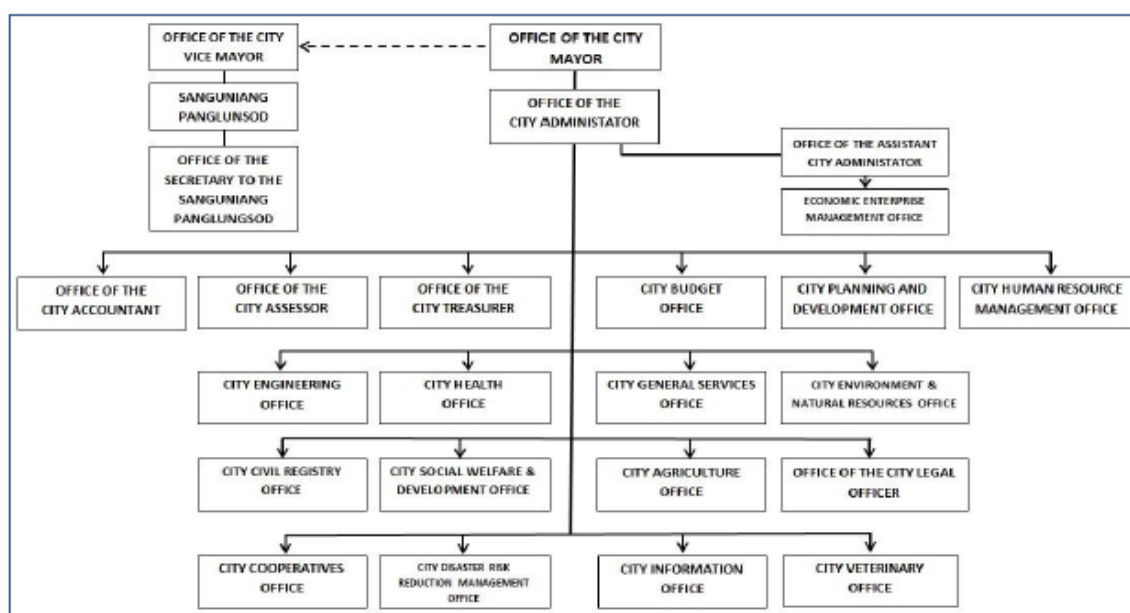 OFFICE OF THE CITY
VICE MAYOR
OFFICE OF THE CITY
MAYOR
SANGUNIANG
PANGLUNSOD
OFFICE OF THE
CITY ADMINISTATOR
OFFICE OF THE
SECRETARY TO THE
SANGUNIANG
PANGLUNGSOD
OFFICE OF THE ASSISTANT
CITY ADMINISTATOR
ECONOMIC ENTERPRISE
MANAGEMENT OFFICE
OFFICE OF THE
CITY ACCOUNTANT
OFFICE OF THE
CITY ASSESSOR
OFFICE OF THE
CITY TREASURER
CITY BUDGET
OFFICE
CITY PLANNING AND
DEVELOPMENT OFFICE
CITY HUMAN RESOURCE
MANAGEMENT OFFICE
CITY ENGINEERING
OFFICE
CITY HEALTH
OFFICE
CITY GENERAL SERVICES
OFFICE
CITY ENVIRONMENT &
NATURAL RESOURCES OFFICE
CITY CIVIL REGISTRY
OFFICE
CITY SOCIAL WELFARE &
DEVELOPMENT OFFICE
CITY AGRICULTURE
OFFICE
OFFICE OF THE CITY LEGAL
OFFICER
CITY COOPERATIVES
OFFICE
CITY DISASTER RISK
REDUCTION MANAGEMENT
OFFICE
CITY INFORMATION
OFFICE
CITY VETERINARY
OFFICE